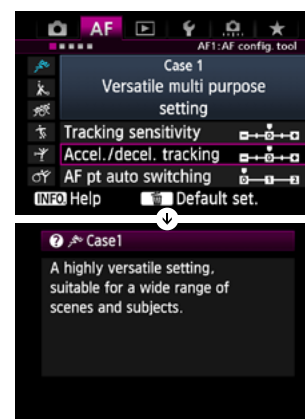 AF
AF1:AF config. tool
Case 1
Versatile multi purpose
setting
Tracking sensitivity
Accel./decel. tracking
AF pt auto switching
INFO. Help
Default set.
Case1
A highly versatile setting,
suitable for a wide range of
scenes and subjects.